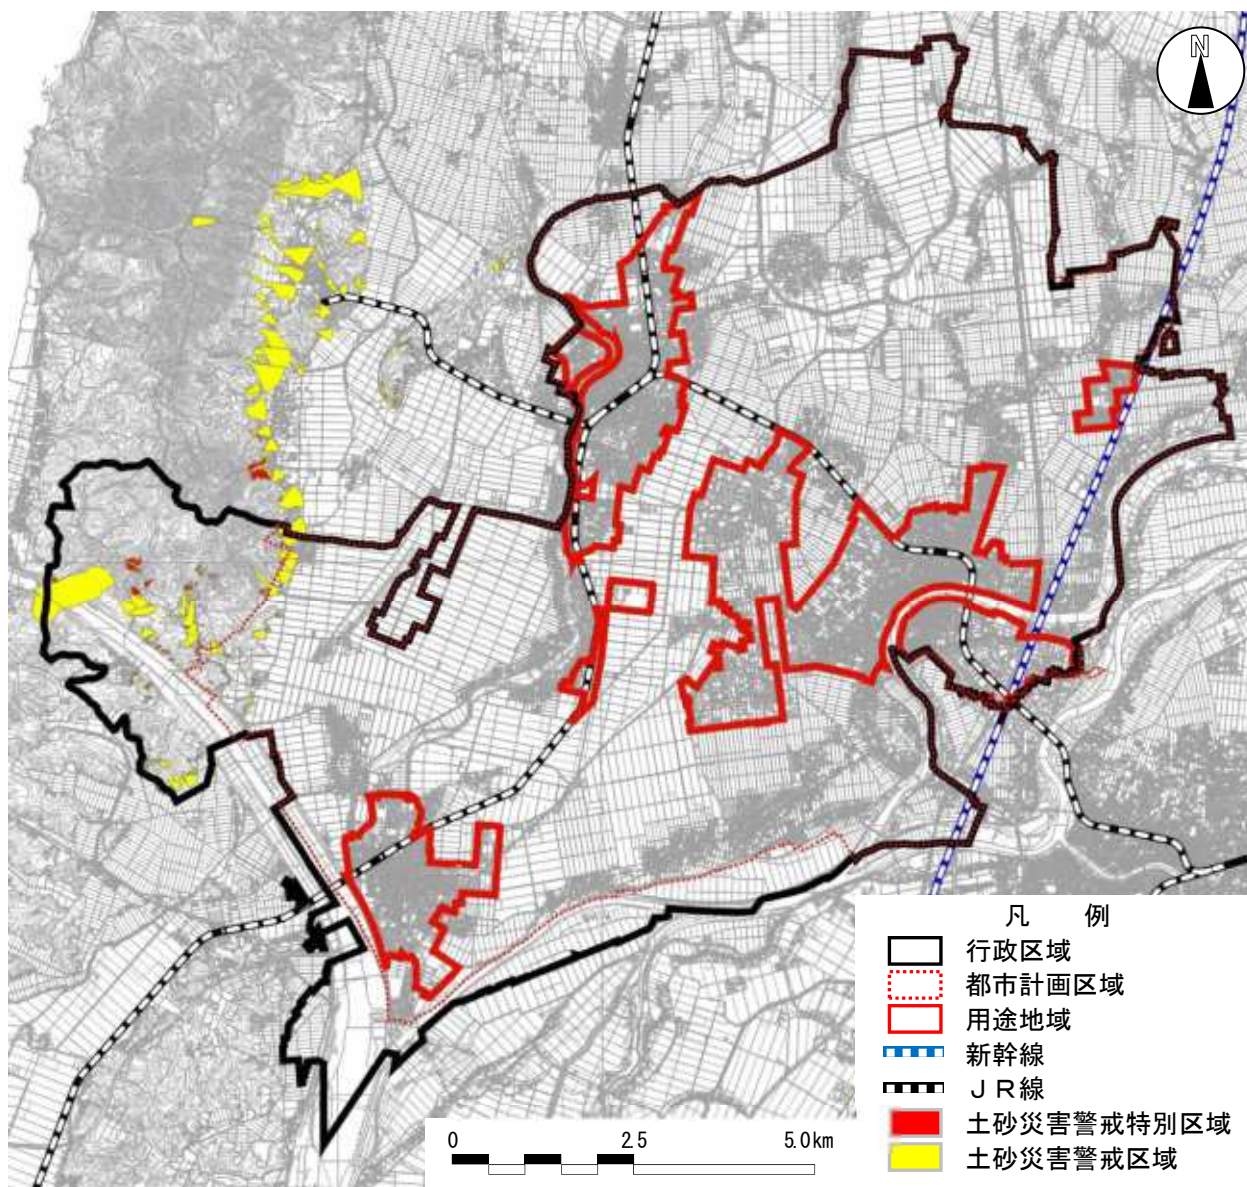 N
凡 例
行政区域
都市計画区域
用途地域
新幹線
ＪＲ線
土砂災害警戒特別区域
土砂災害警戒区域
0 2.5 5.0km